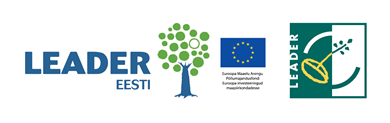 LEADER
EESTI
Euroopa Maaelu Arengu
Põllumajandusfond:
Euroopa investeeringud
maapiirkondadesse
LEADER